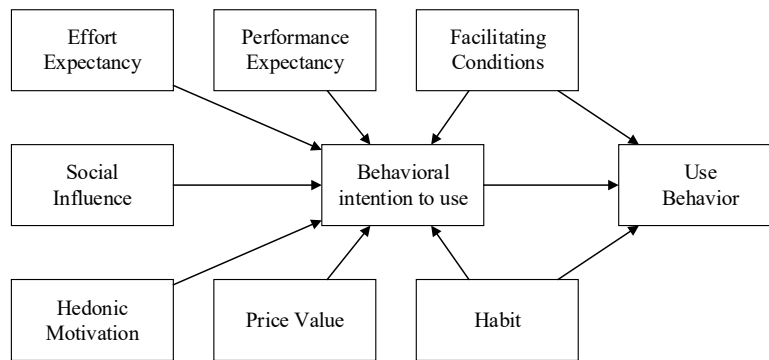 Effort
Expectancy
Performance
Expectancy
Facilitating
Conditions
Social
Influence
Behavioral
intention to use
Use
Behavior
Hedonic
Motivation
Price Value
Habit